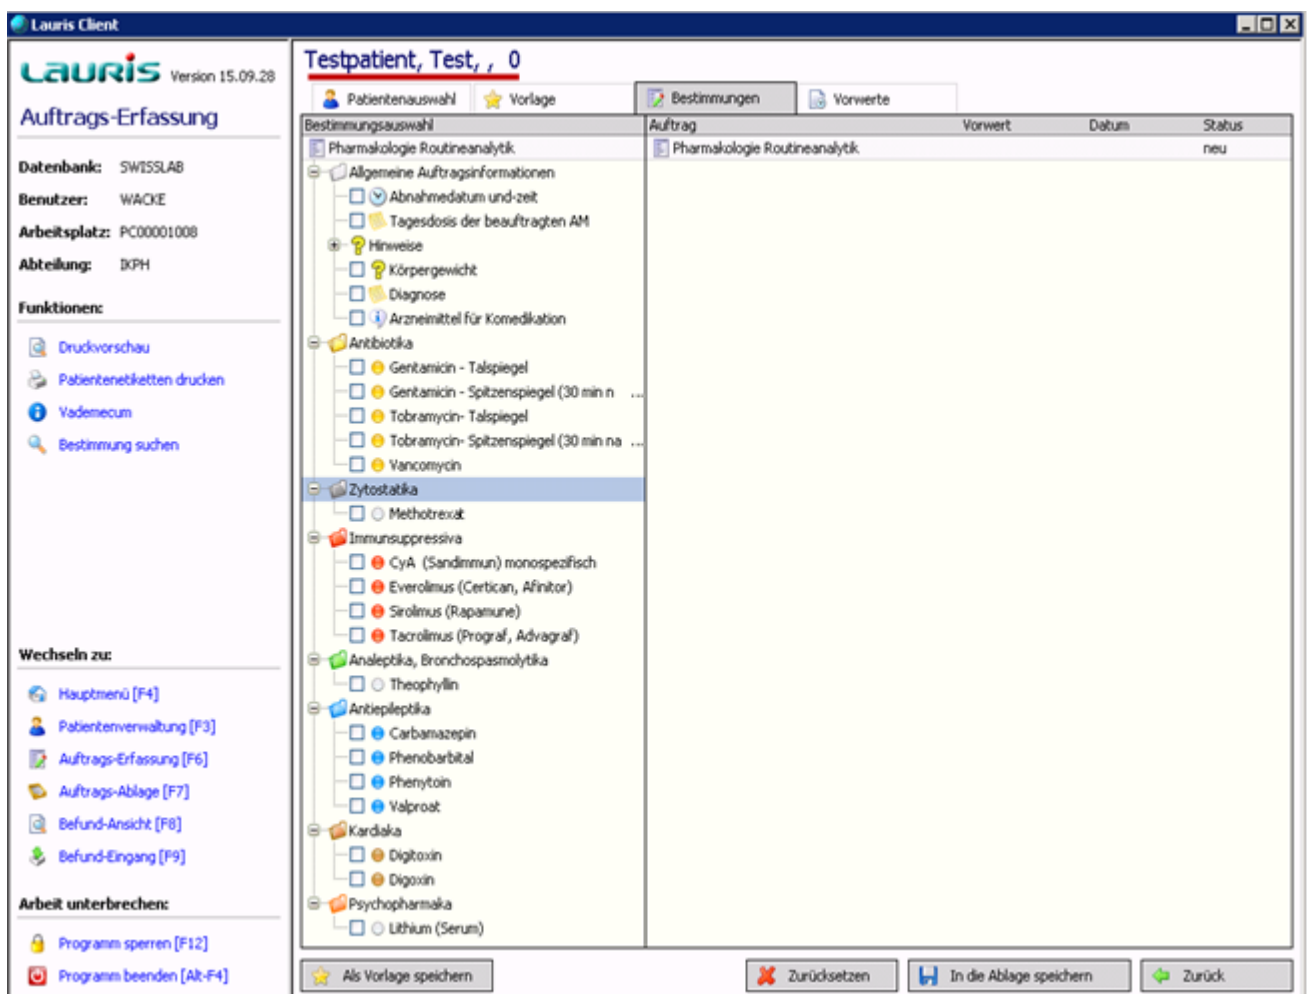 Lauris Client
Lauris Version 15.09.28
Auftrags-Erfassung
Datenbank: SWISSLAB
Benutzer: WACKE
Arbeitsplatz: PC00001008
Abteilung: IKPH
Funktionen:
Druckvorschau
Patientenetiketten drucken
Vademecum
Bestimmung suchen
Wechseln zu:
Hauptmenü [F4]
Patientenverwaltung [F3]
Auftrags-Erfassung [F6]
Auftrags-Ablage [F7]
Befund-Ansicht [F8]
Befund-Eingang [F9]
Arbeit unterbrechen:
Programm sperren [F12]
Programm beenden [Alt-F4]
Testpatient, Test, , 0
Patientenauswahl Vorlage Bestimmungen Vorwerte
Bestimmungsauswahl
Pharmakologie Routineanalytik
Allgemeine Auftragsinformationen
Abnahmedatum und-zeit
Tagesdosis der beauftragten AM
Hinweise
Körpergewicht
Diagnose
Arzneimittel für Komedikation
Antibiotika
Gentamicin - Talspiegel
Gentamicin - Spitzenspiegel (30 min n ...
Tobramycin- Talspiegel
Tobramycin- Spitzenspiegel (30 min na ...
Vancomycin
Zytostatika
Methotrexat
Immunsuppressiva
CyA (Sandimmun) monospezifisch
Everolimus (Certican, Afinitor)
Sirolimus (Rapamune)
Tacrolimus (Prograf, Advagraf)
Analeptika, Bronchospasmolytika
Theophyllin
Antiepileptika
Carbamazepin
Phenobarbital
Phenytoin
Valproat
Kardiaka
Digitoxin
Digoxin
Psychopharmaka
Lithium (Serum)
Auftrag Vorwert Datum Status
Pharmakologie Routineanalytik neu
Als Vorlage speichern Zurücksetzen In die Ablage speichern Zurück